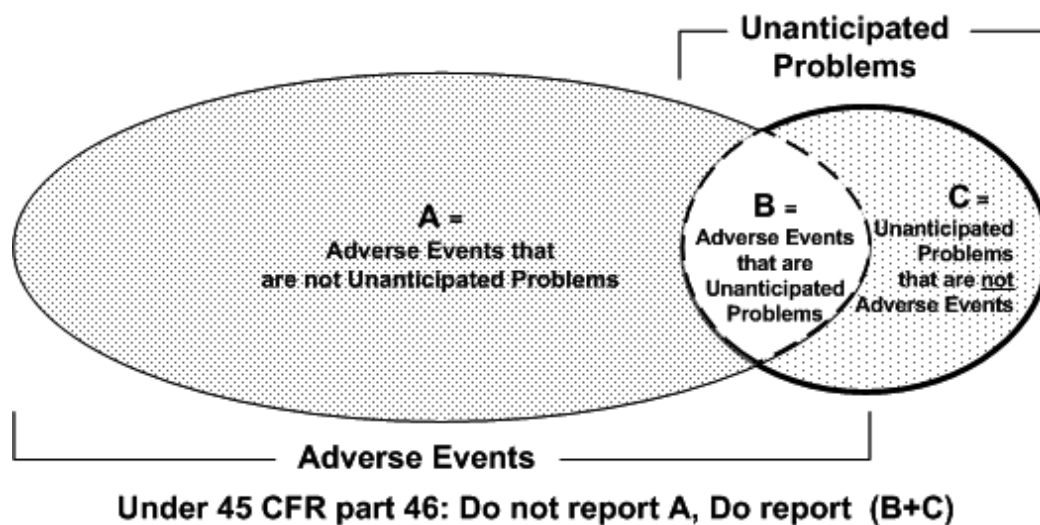 Unanticipated
Problems
A =
Adverse Events that
are not Unanticipated Problems
B =
Adverse Events
that are
Unanticipated
Problems
C =
Unanticipated
Problems
that are not
Adverse Events
Adverse Events
Under 45 CFR part 46: Do not report A, Do report (B+C)